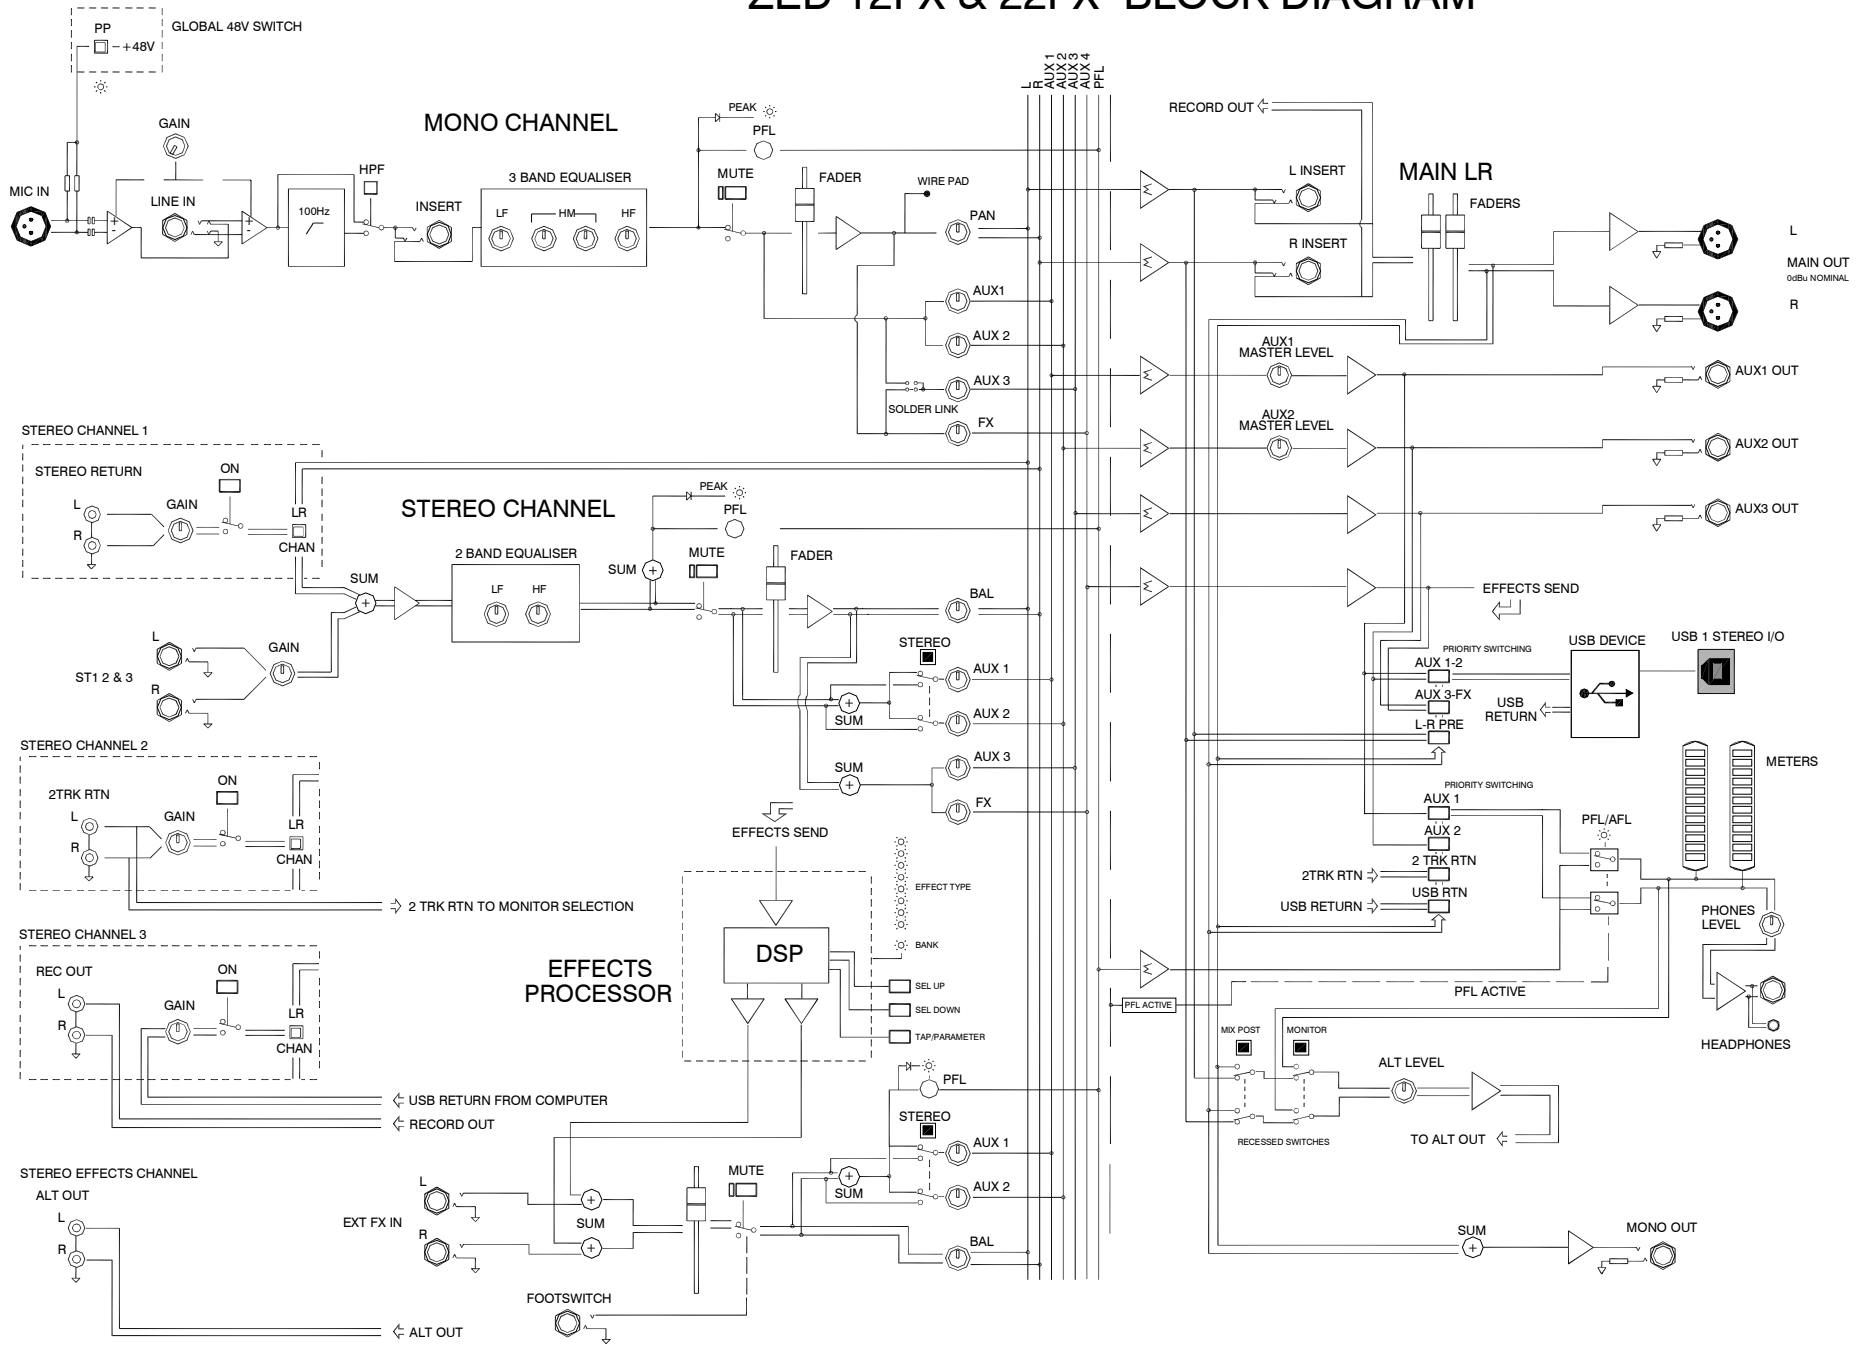 ZED 12FX & 22FX BLOCK DIAGRAM
PP
+48V
GLOBAL 48V SWITCH
MONO CHANNEL
GAIN
MIC IN
LINE IN
100Hz
HPF
INSERT
3 BAND EQUALISER
LF
HM
HF
PEAK
PFL
MUTE
FADER
WIRE PAD
PAN
AUX1
AUX 2
AUX 3
SOLDER LINK
FX
L
R
AUX 1
AUX 2
AUX 3
AUX 4
PFL
RECORD OUT
L INSERT
R INSERT
MAIN LR
FADERS
L
MAIN OUT
0dBu NOMINAL
R
AUX1
MASTER LEVEL
AUX1 OUT
AUX2
MASTER LEVEL
AUX2 OUT
AUX3 OUT
EFFECTS SEND
STEREO CHANNEL 1
STEREO RETURN
L
R
GAIN
ON
LR
CHAN
STEREO CHANNEL
SUM
2 BAND EQUALISER
LF
HF
SUM
PEAK
PFL
MUTE
FADER
BAL
STEREO
AUX 1
SUM
AUX 2
SUM
AUX 3
FX
ST1 2 & 3
L
R
GAIN
STEREO CHANNEL 2
2TRK RTN
L
R
GAIN
ON
LR
CHAN
2 TRK RTN TO MONITOR SELECTION
STEREO CHANNEL 3
REC OUT
L
R
GAIN
ON
LR
CHAN
USB RETURN FROM COMPUTER
RECORD OUT
STEREO EFFECTS CHANNEL
ALT OUT
L
R
ALT OUT
EFFECTS
PROCESSOR
EFFECTS SEND
DSP
EFFECT TYPE
BANK
SEL UP
SEL DOWN
TAP/PARAMETER
PFL
STEREO
AUX 1
SUM
AUX 2
BAL
EXT FX IN
L
R
SUM
MUTE
FOOTSWITCH
PRIORITY SWITCHING
AUX 1-2
AUX 3-FX
L-R PRE
USB DEVICE
USB 1 STEREO I/O
USB
RETURN
METERS
PRIORITY SWITCHING
AUX 1
AUX 2
2 TRK RTN
2TRK RTN
USB RTN
USB RETURN
PFL/AFL
PHONES
LEVEL
HEADPHONES
PFL ACTIVE
PFL ACTIVE
MIX POST
MONITOR
RECESSED SWITCHES
ALT LEVEL
TO ALT OUT
SUM
MONO OUT